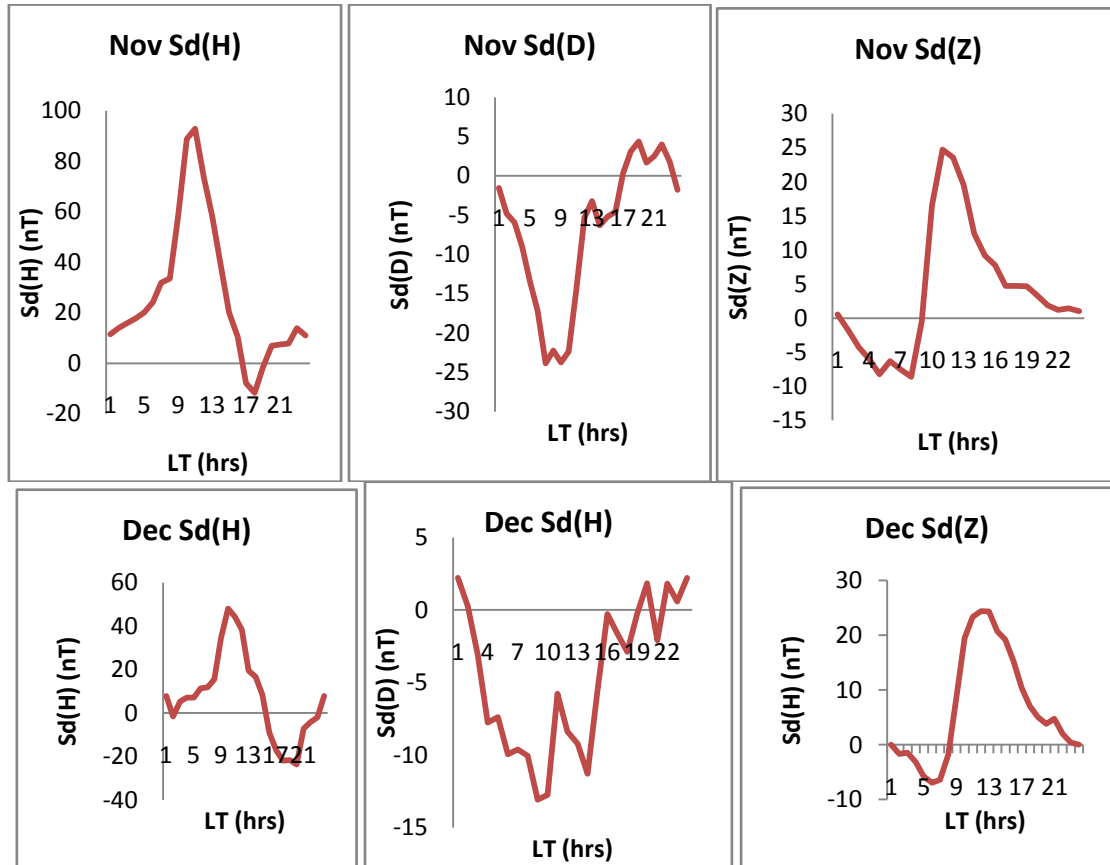 Nov Sd(H)
Sd(H) (nT)
100
80
60
40
20
0
-20
1 5 9 13 17 21
LT (hrs)
Nov Sd(D)
Sd(D) (nT)
10
5
0
-5
-10
-15
-20
-25
-30
1 5 9 13 17 21
LT (hrs)
Nov Sd(Z)
Sd(Z) (nT)
30
25
20
15
10
5
0
-5
-10
-15
1 4 7 10 13 16 19 22
LT (hrs)
Dec Sd(H)
Sd(H) (nT)
60
40
20
0
-20
-40
1 5 9 13 17 21
LT (hrs)
Dec Sd(H)
Sd(D) (nT)
5
0
-5
-10
-15
1 4 7 10 13 16 19 22
LT (hrs)
Dec Sd(Z)
Sd(H) (nT)
30
20
10
0
-10
1 5 9 13 17 21
LT (hrs)